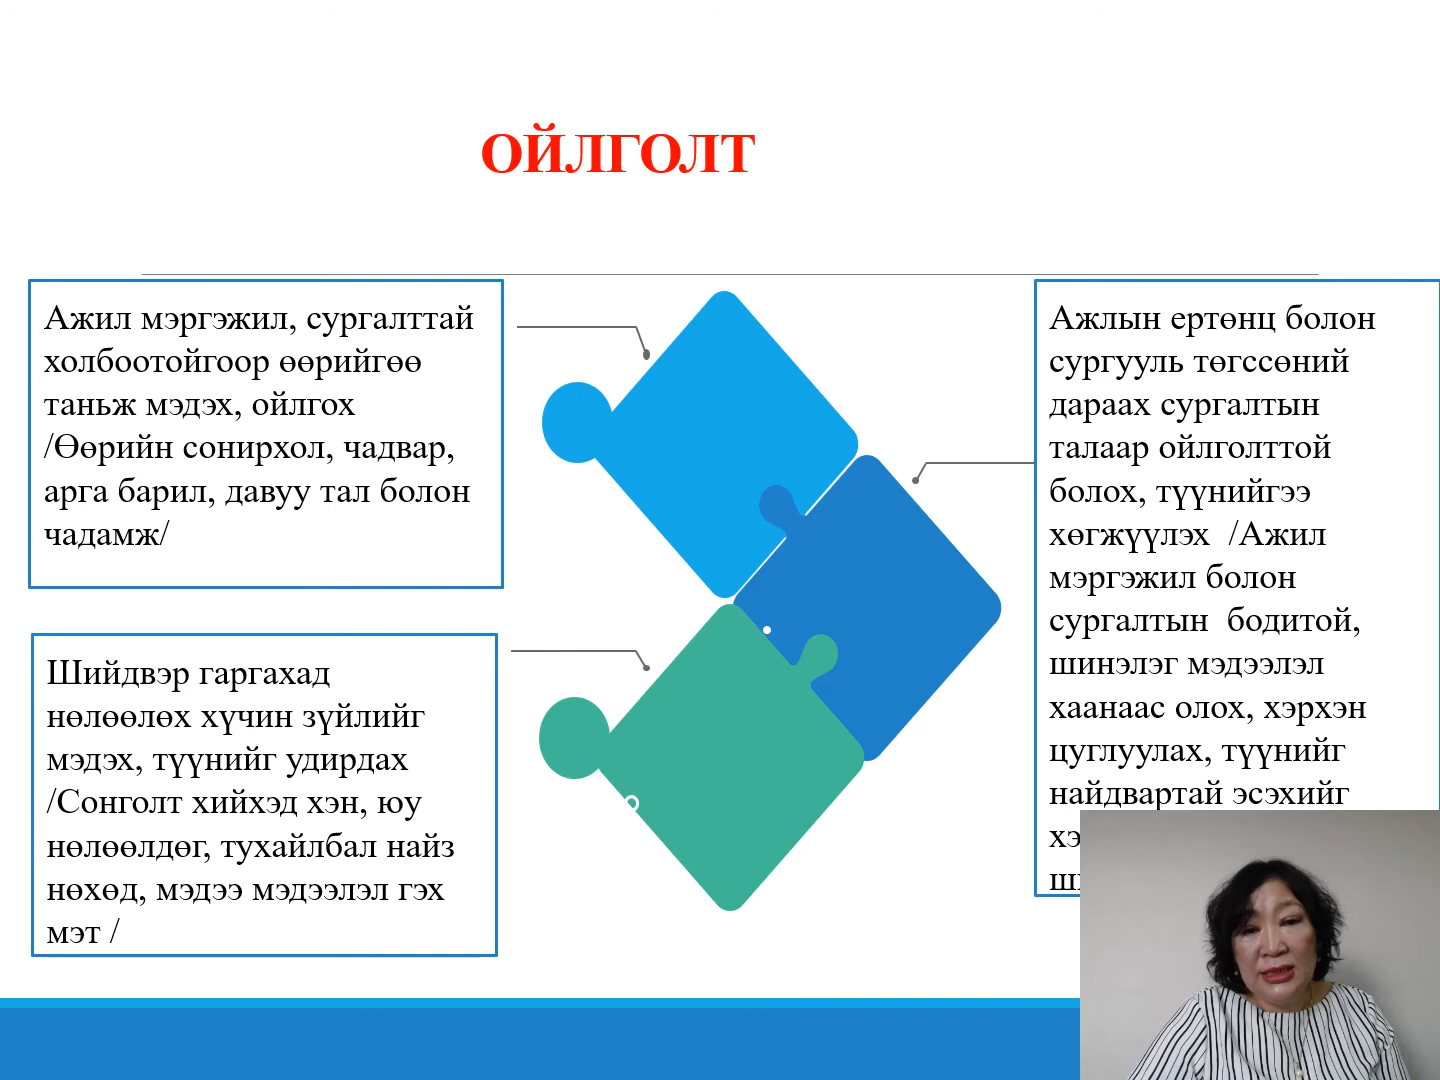 ОЙЛГОЛТ
Ажил мэргэжил, сургалттай
холбоотойгоор өөрийгөө
таньж мэдэх, ойлгох
/Өөрийн сонирхол, чадвар,
арга барил, давуу тал болон
чадамж/
Шийдвэр гаргахад
нөлөөлөх хүчин зүйлийг
мэдэх, түүнийг удирдах
/Сонголт хийхэд хэн, юу
нөлөөлдөг, тухайлбал найз
нөхөд, мэдээ мэдээлэл гэх
мэт /
Ажлын ертөнц болон
сургууль төгссөний
дараах сургалтын
талаар ойлголттой
болох, түүнийгээ
хөгжүүлэх /Ажил
мэргэжил болон
сургалтын бодитой,
шинэлэг мэдээлэл
хаанаас олох, хэрхэн
цуглуулах, түүнийг
найдвартай эсэхийг